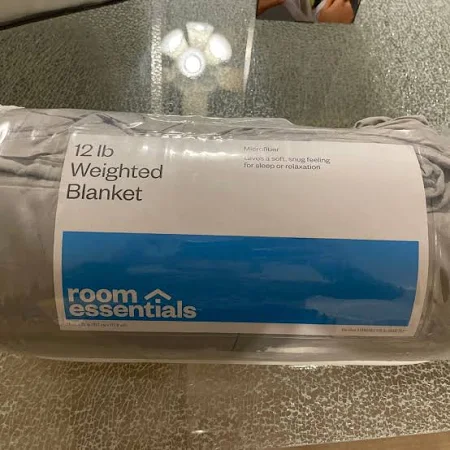 12 lb
Weighted
Blanket
Microfiber
Gives a soft, snug feeling
for sleep or relaxation
room
essentials